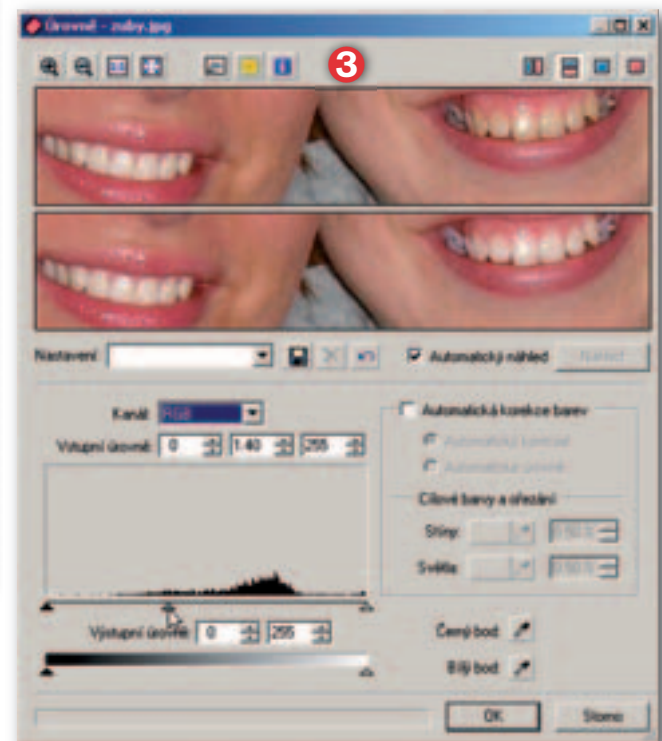 Úrovně - zuby.jpg
3
Nastavení
Automatický náhled
Náhled
Kanál: RGB
Automatická korekce barev
Automatický kontrast
Vstupní úrovně: 0 1.40 255
Automatické úrovně
Cílové barvy a ořezání
Stíny:
Světla:
Výstupní úrovně: 0 255
Černý bod:
Bílý bod:
OK
Storno